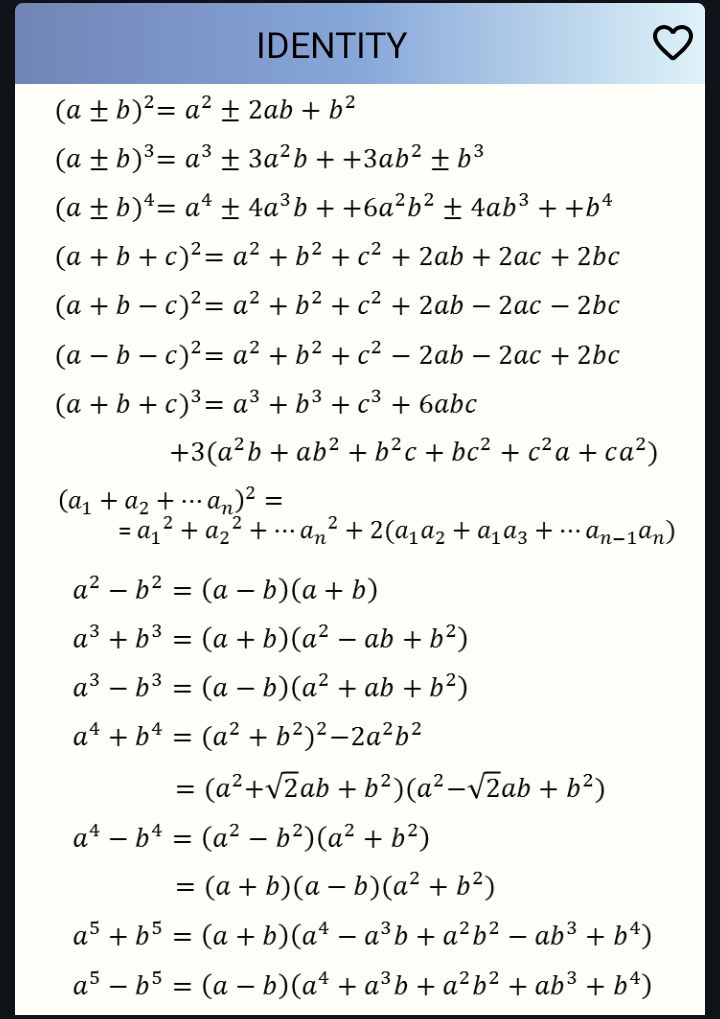 IDENTITY
(a ± b)²= a² ± 2ab + b²
(a ± b)³= a³ ± 3a²b + +3ab² ± b³
(a ± b)⁴= a⁴ ± 4a³b + +6a²b² ± 4ab³ + +b⁴
(a + b + c)²= a² + b² + c² + 2ab + 2ac + 2bc
(a + b − c)²= a² + b² + c² + 2ab − 2ac − 2bc
(a − b − c)²= a² + b² + c² − 2ab − 2ac + 2bc
(a + b + c)³= a³ + b³ + c³ + 6abc
+3(a²b + ab² + b²c + bc² + c²a + ca²)
(a₁ + a₂ + ⋯ aₙ)² =
= a₁² + a₂² + ⋯ aₙ² + 2(a₁a₂ + a₁a₃ + ⋯ aₙ₋₁aₙ)
a² − b² = (a − b)(a + b)
a³ + b³ = (a + b)(a² − ab + b²)
a³ − b³ = (a − b)(a² + ab + b²)
a⁴ + b⁴ = (a² + b²)²−2a²b²
= (a²+√2ab + b²)(a²−√2ab + b²)
a⁴ − b⁴ = (a² − b²)(a² + b²)
= (a + b)(a − b)(a² + b²)
a⁵ + b⁵ = (a + b)(a⁴ − a³b + a²b² − ab³ + b⁴)
a⁵ − b⁵ = (a − b)(a⁴ + a³b + a²b² + ab³ + b⁴)